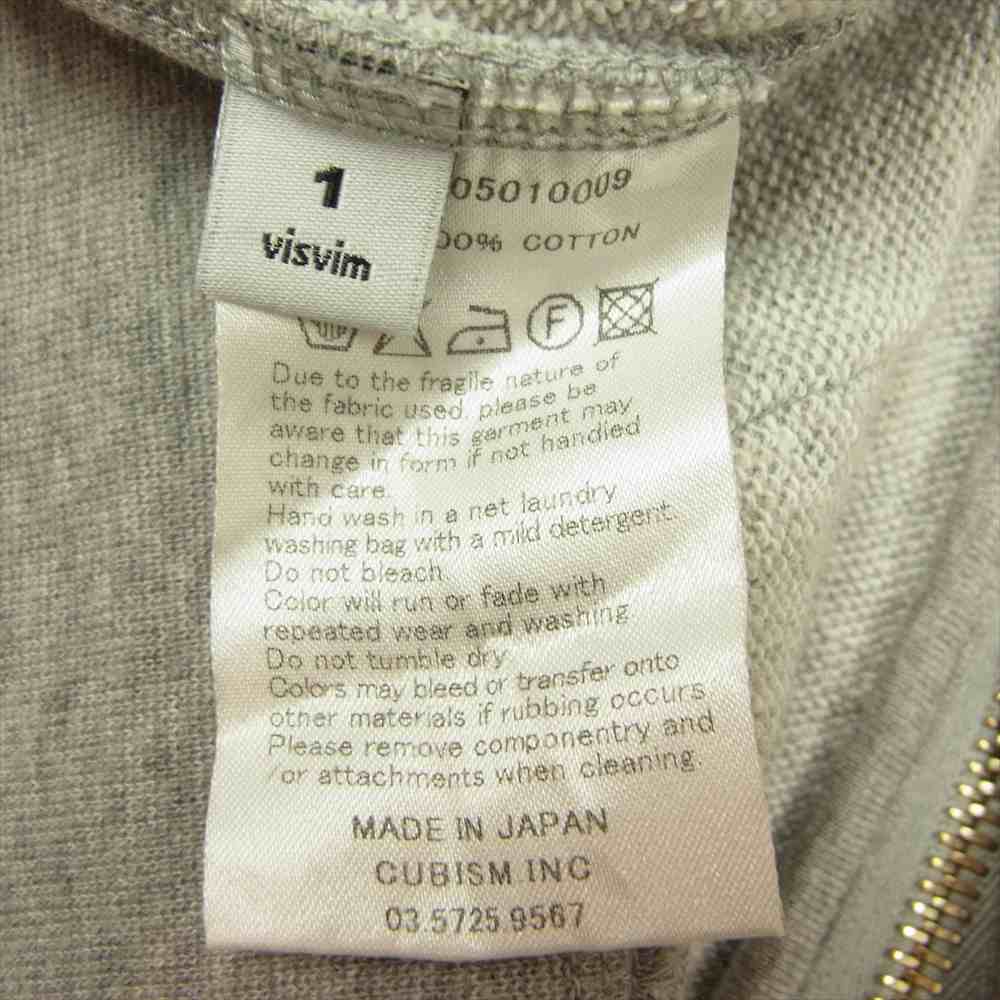 1
visvim
05010009
00% COTTON
F
Due to the fragile nature of
the fabric used, please be
aware that this garment may
change in form if not handled
with care.
Hand wash in a net laundry
washing bag with a mild detergent.
Do not bleach.
Color will run or fade with
repeated wear and washing.
Do not tumble dry.
Colors may bleed or transfer onto
other materials if rubbing occurs.
Please remove componentry and
/or attachments when cleaning.
MADE IN JAPAN
CUBISM INC
03.5725.9567